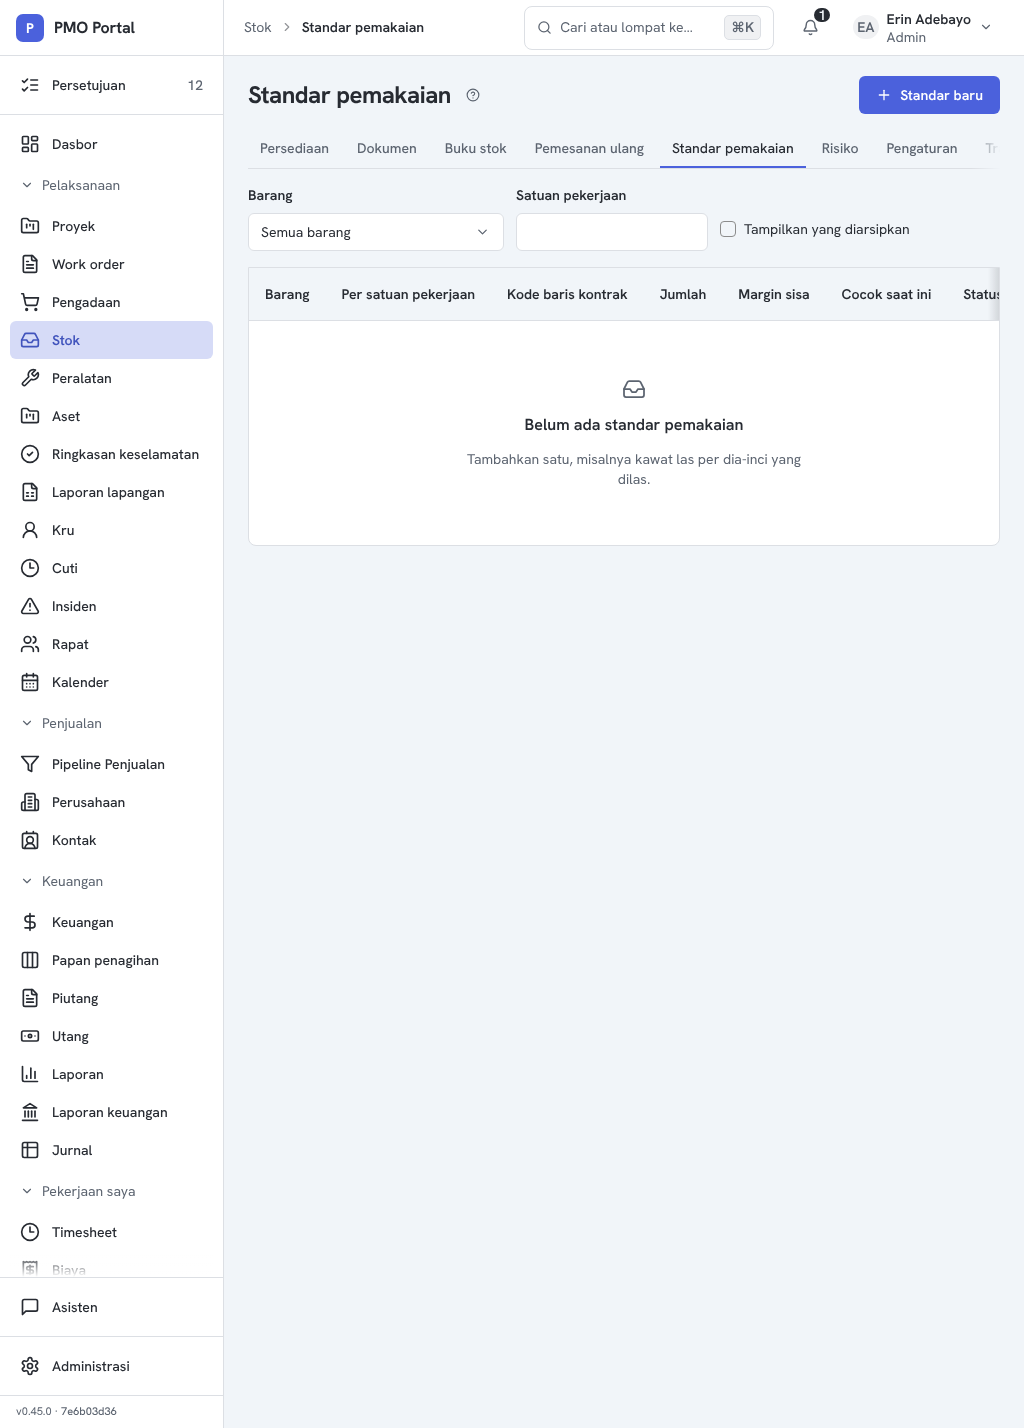 P PMO Portal
Stok > Standar pemakaian
Cari atau lompat ke...
⌘K
1
EA
Erin Adebayo
Admin
Persetujuan 12
Dasbor
Pelaksanaan
Proyek
Work order
Pengadaan
Stok
Peralatan
Aset
Ringkasan keselamatan
Laporan lapangan
Kru
Cuti
Insiden
Rapat
Kalender
Penjualan
Pipeline Penjualan
Perusahaan
Kontak
Keuangan
Keuangan
Papan penagihan
Piutang
Utang
Laporan
Laporan keuangan
Jurnal
Pekerjaan saya
Timesheet
Biaya
Asisten
Administrasi
v0.45.0 · 7e6b03d36
Standar pemakaian
+ Standar baru
Persediaan Dokumen Buku stok Pemesanan ulang Standar pemakaian Risiko Pengaturan
Barang
Semua barang
Satuan pekerjaan
Tampilkan yang diarsipkan
Barang Per satuan pekerjaan Kode baris kontrak Jumlah Margin sisa Cocok saat ini Status
Belum ada standar pemakaian
Tambahkan satu, misalnya kawat las per dia-inci yang
dilas.